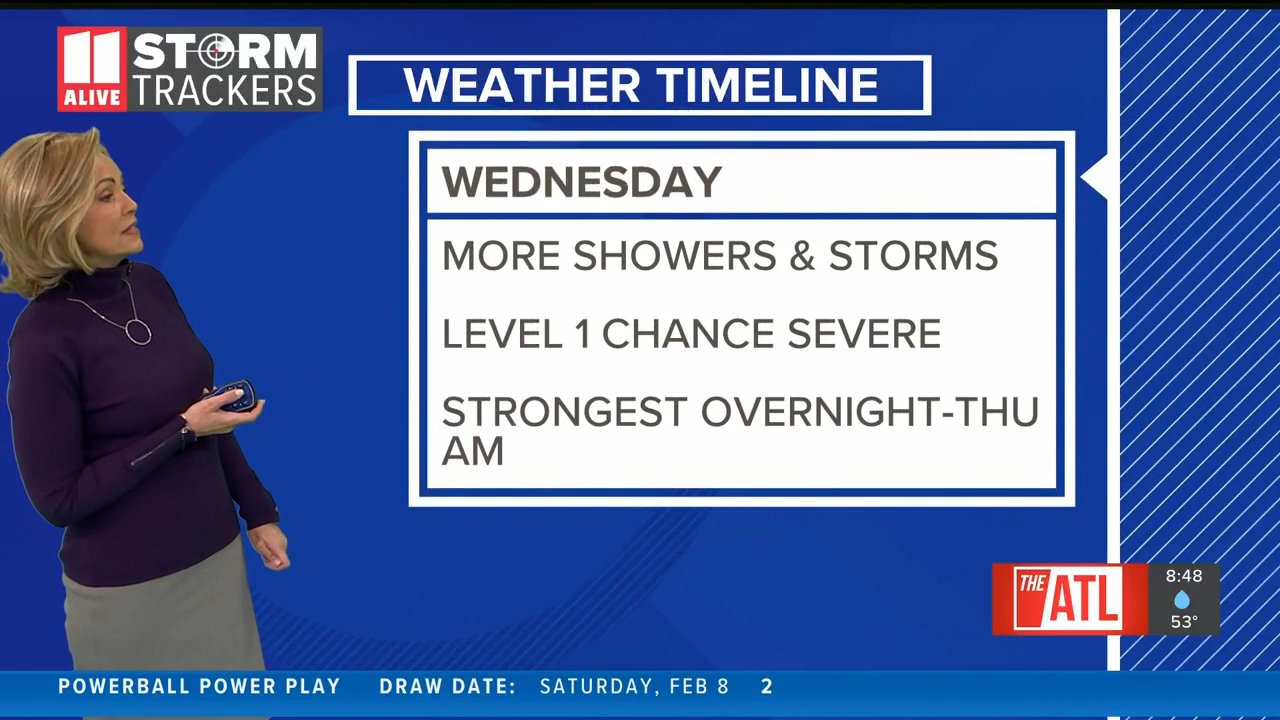 11
ALIVE
STORM
TRACKERS
WEATHER TIMELINE
WEDNESDAY
MORE SHOWERS & STORMS
LEVEL 1 CHANCE SEVERE
STRONGEST OVERNIGHT-THU
AM
THE ATL
8:48
53°
POWERBALL POWER PLAY DRAW DATE: SATURDAY, FEB 8 2